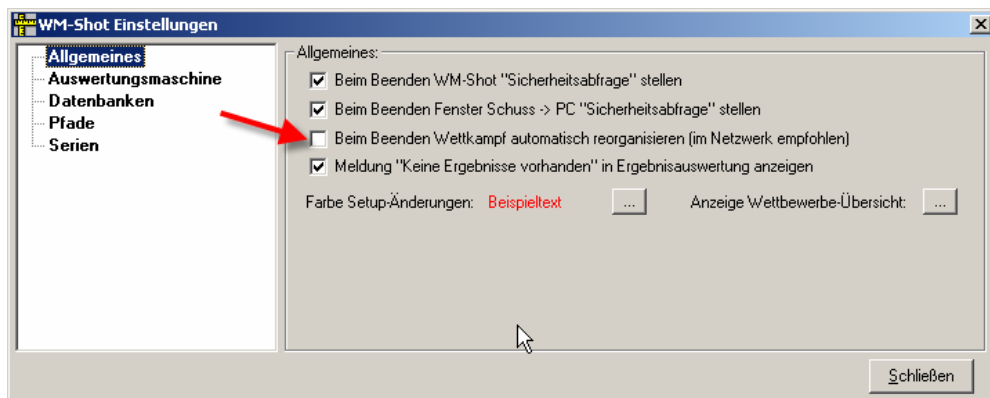 WM-Shot Einstellungen
Allgemeines
Auswertungsmaschine
Datenbanken
Pfade
Serien
Allgemeines:
Beim Beenden WM-Shot "Sicherheitsabfrage" stellen
Beim Beenden Fenster Schuss -> PC "Sicherheitsabfrage" stellen
Beim Beenden Wettkampf automatisch reorganisieren (im Netzwerk empfohlen)
Meldung "Keine Ergebnisse vorhanden" in Ergebnisauswertung anzeigen
Farbe Setup-Änderungen: Beispieltext ... Anzeige Wettbewerbe-Übersicht: ...
Schließen